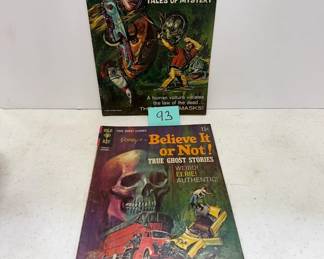 TALES OF MYSTERY
A human vulture violates
the law of the dead...
MASKS!
93
GOLD
KEY
15¢
Believe It
or Not!
TRUE GHOST STORIES
WEIRD!
EERIE!
AUTHENTIC!